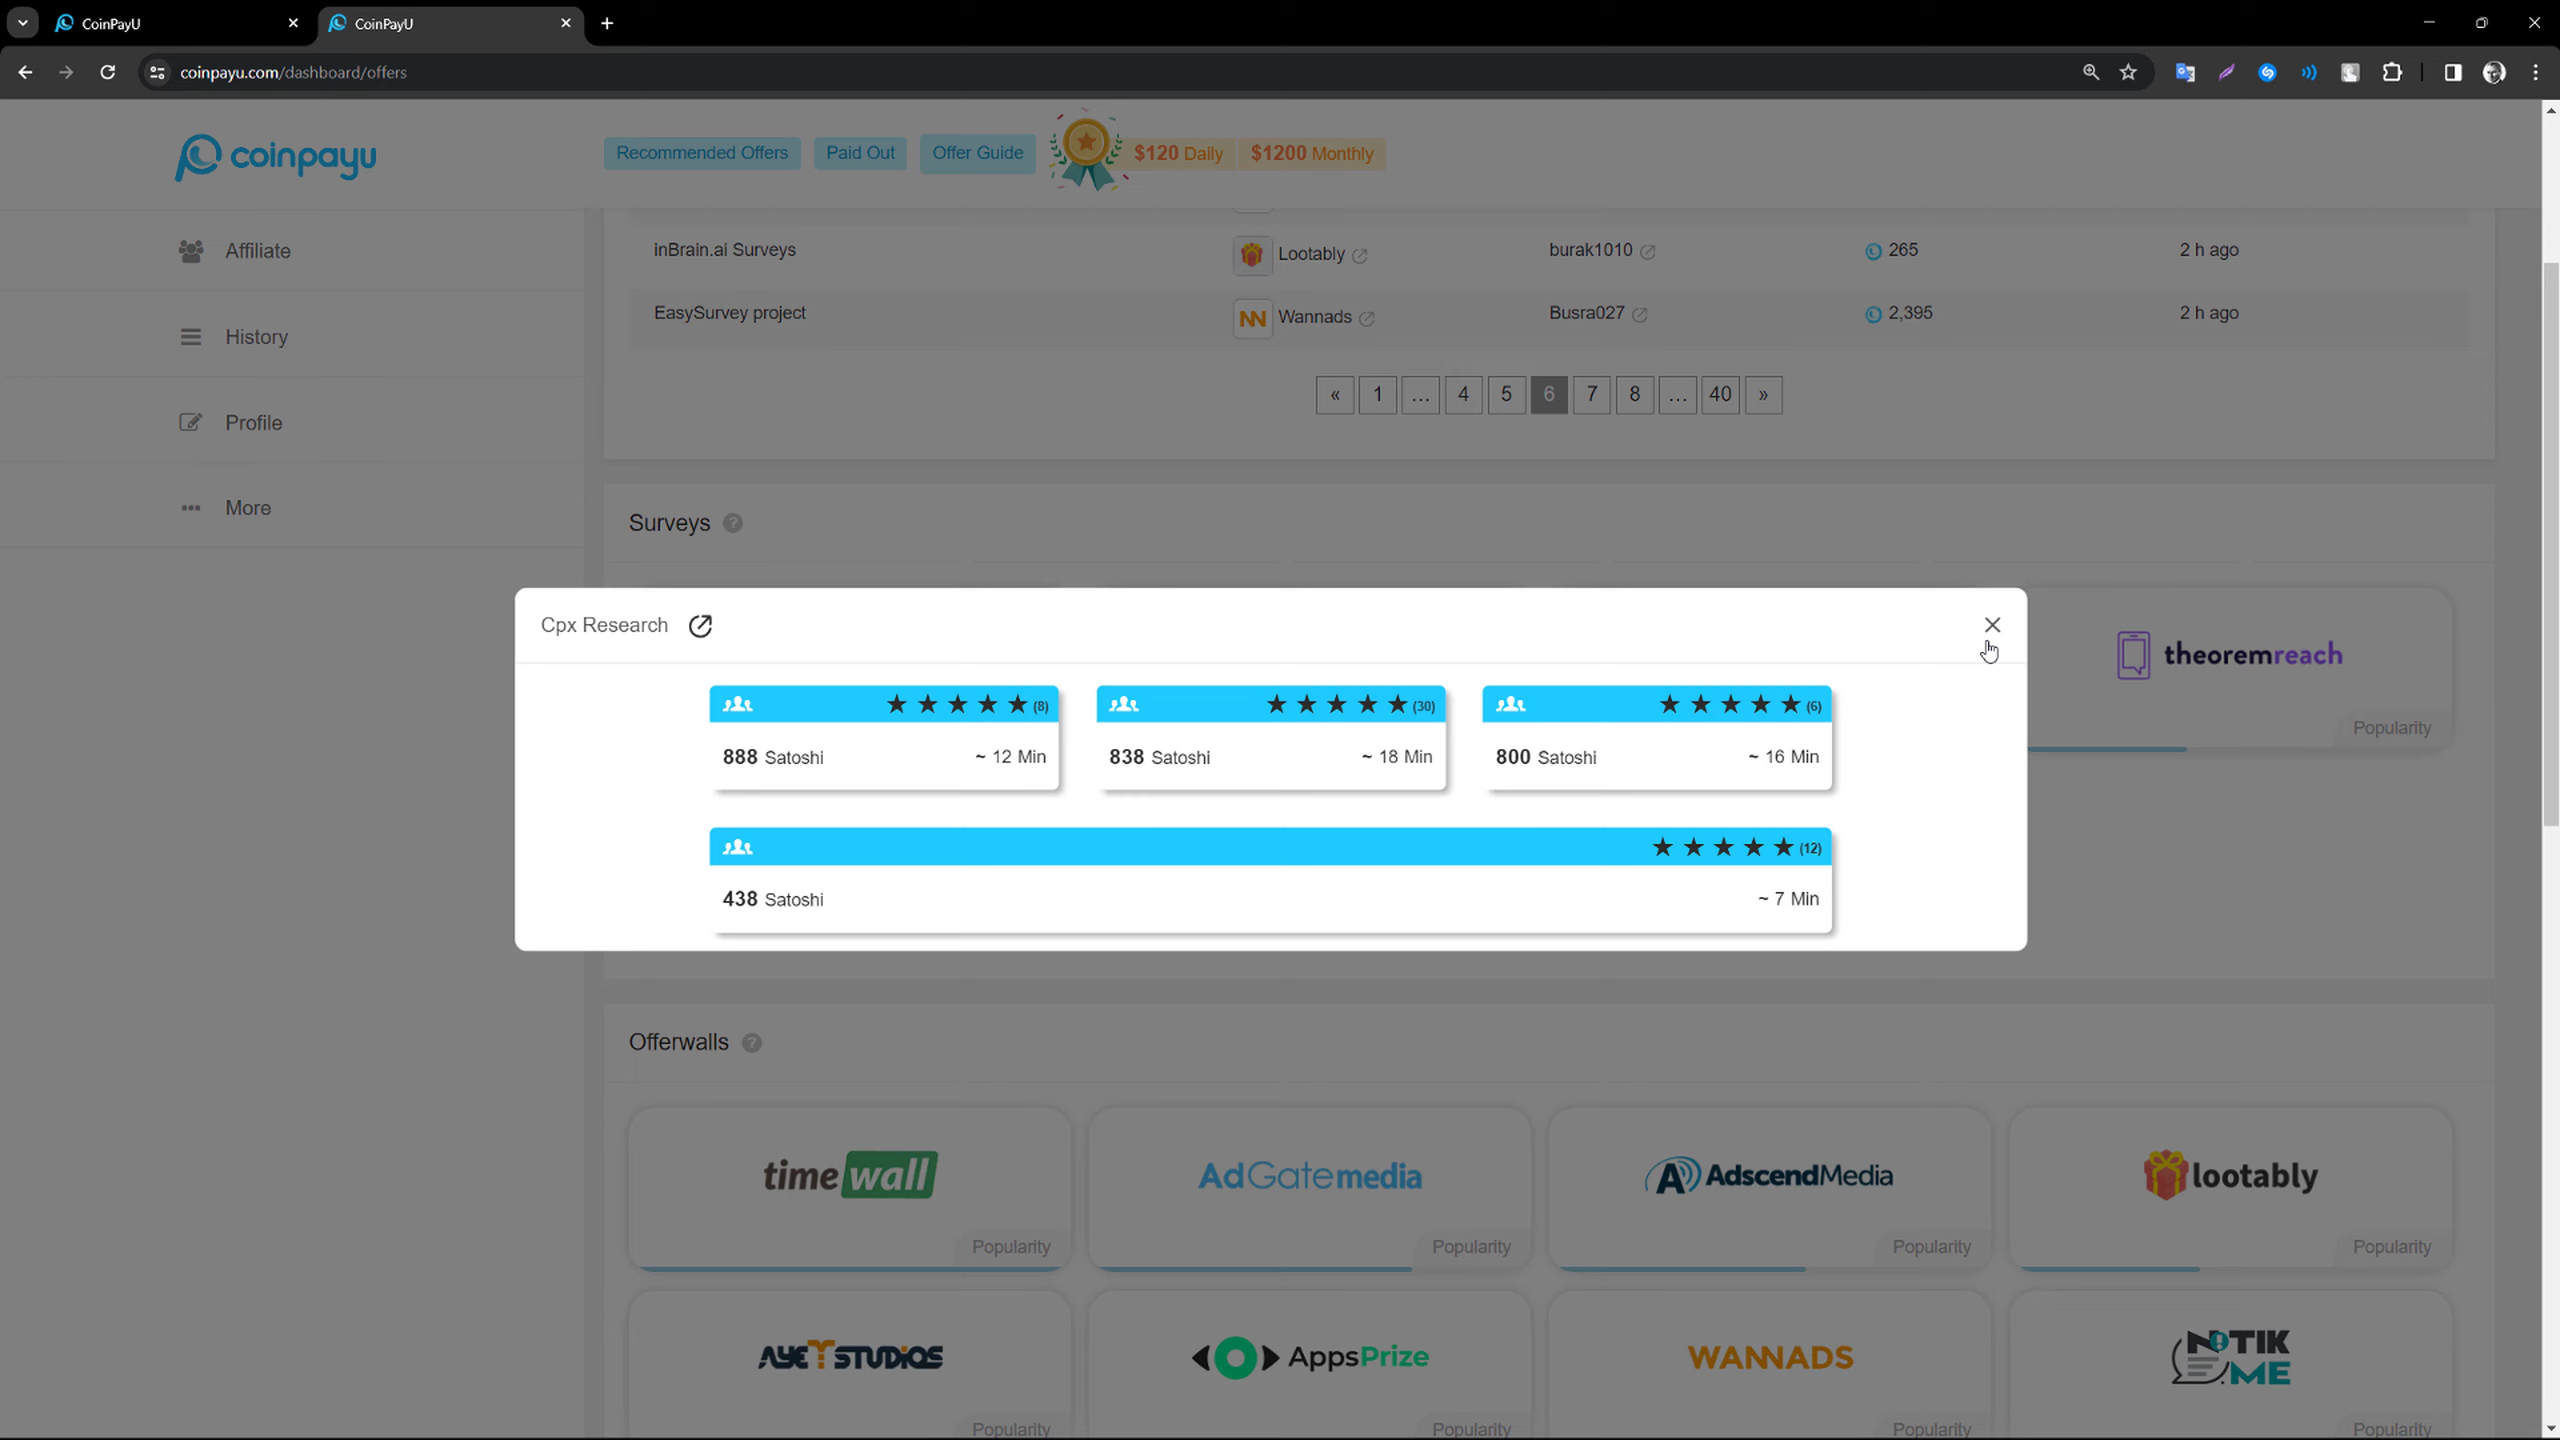 CoinPayU
CoinPayU
coinpayu.com/dashboard/offers
coinpayu
Recommended Offers
Paid Out
Offer Guide
$120 Daily
$1200 Monthly
Affiliate
History
Profile
More
inBrain.ai Surveys
Lootably
burak1010
265
2 h ago
EasySurvey project
Wannads
Busra027
2,395
2 h ago
« 1 ... 4 5 6 7 8 ... 40 »
Surveys ?
theoremreach
Popularity
Cpx Research
(8)
888 Satoshi
~ 12 Min
(30)
838 Satoshi
~ 18 Min
(6)
800 Satoshi
~ 16 Min
(12)
438 Satoshi
~ 7 Min
Offerwalls ?
timewall
Popularity
AdGatemedia
Popularity
AdscendMedia
Popularity
lootably
Popularity
AYET STUDIOS
Popularity
AppsPrize
Popularity
WANNADS
Popularity
NOTIK ME
Popularity